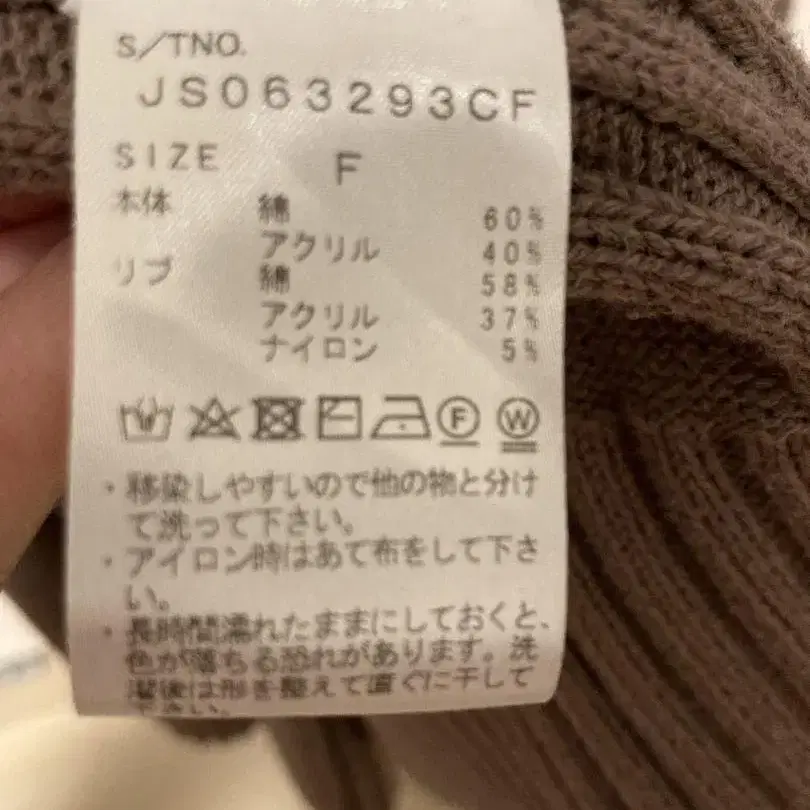 S/TNO.
JS063293CF
SIZE F
本体 綿 60%
アクリル 40%
リブ 綿 58%
アクリル 37%
ナイロン 5%
F W
・移染しやすいので他の物と分け
て洗って下さい。
・アイロン時はあて布をして下さ
い。
・長時間濡れたままにしておくと、
色が落ちる恐れがあります。洗
濯後は形を整えて直ぐに干して
下さい。